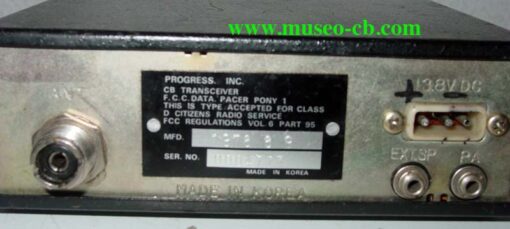 www.museo-cb.com
ANT.
PROGRESS. INC.
CB TRANSCEIVER
F.C.C. DATA. PACER PONY 1
THIS IS TYPE ACCEPTED FOR CLASS
D CITIZENS RADIO SERVICE
FCC REGULATIONS VOL. 6 PART 95
MFD.
SER NO.
MADE IN KOREA
13.8V DC
+ -
EXT.SP
PA
MADE IN KOREA